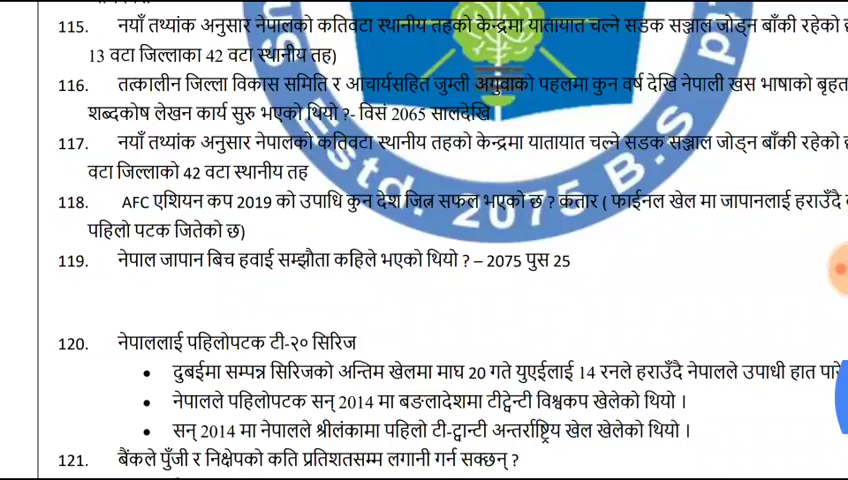 115. नयाँ तथ्यांक अनुसार नेपालको कतिवटा स्थानीय तहको केन्द्रमा यातायात चल्ने सडक सञ्जाल जोड्न बाँकी रहेको
13 वटा जिल्लाका 42 वटा स्थानीय तह)
116. तत्कालीन जिल्ला विकास समिति र आचार्यसहित जुम्ली अगुवाको पहलमा कुन वर्ष देखि नेपाली खस भाषाको बृहत
शब्दकोष लेखन कार्य सुरु भएको थियो ?- विसं 2065 सालदेखि
117. नयाँ तथ्यांक अनुसार नेपालको कतिवटा स्थानीय तहको केन्द्रमा यातायात चल्ने सडक सञ्जाल जोड्न बाँकी रहेको
वटा जिल्लाको 42 वटा स्थानीय तह
118. AFC एशियन कप 2019 को उपाधि कुन देश जित्न सफल भएको छ ? कतार ( फाईनल खेल मा जापानलाई हराउँदै
पहिलो पटक जितेको छ)
119. नेपाल जापान बिच हवाई सम्झौता कहिले भएको थियो ? – 2075 पुस 25
120. नेपाललाई पहिलोपटक टी-२० सिरिज
• दुबईमा सम्पन्न सिरिजको अन्तिम खेलमा माघ 20 गते युएईलाई 14 रनले हराउँदै नेपालले उपाधी हात पारे
• नेपालले पहिलोपटक सन् 2014 मा बङलादेशमा टीट्वेन्टी विश्वकप खेलेको थियो ।
• सन् 2014 मा नेपालले श्रीलंकामा पहिलो टी-ट्वान्टी अन्तर्राष्ट्रिय खेल खेलेको थियो ।
121. बैंकले पुँजी र निक्षेपको कति प्रतिशतसम्म लगानी गर्न सक्छन् ?
Estd. 2075 B.S